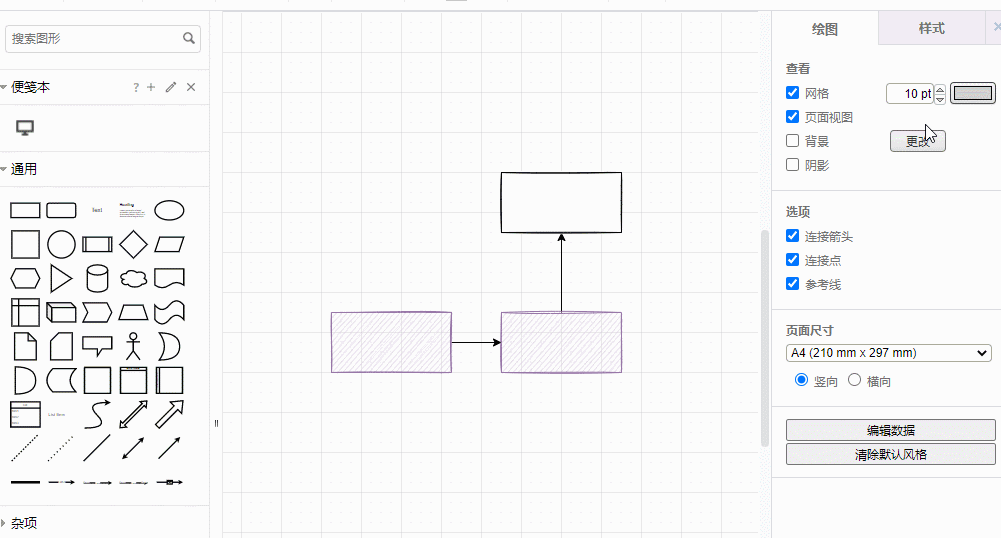 搜索图形
便笺本
?
通用
Text
Heading
List Item
杂项
绘图
样式
查看
网格
10 pt
页面视图
背景
更改
阴影
选项
连接箭头
连接点
参考线
页面尺寸
A4 (210 mm x 297 mm)
竖向
横向
编辑数据
清除默认风格